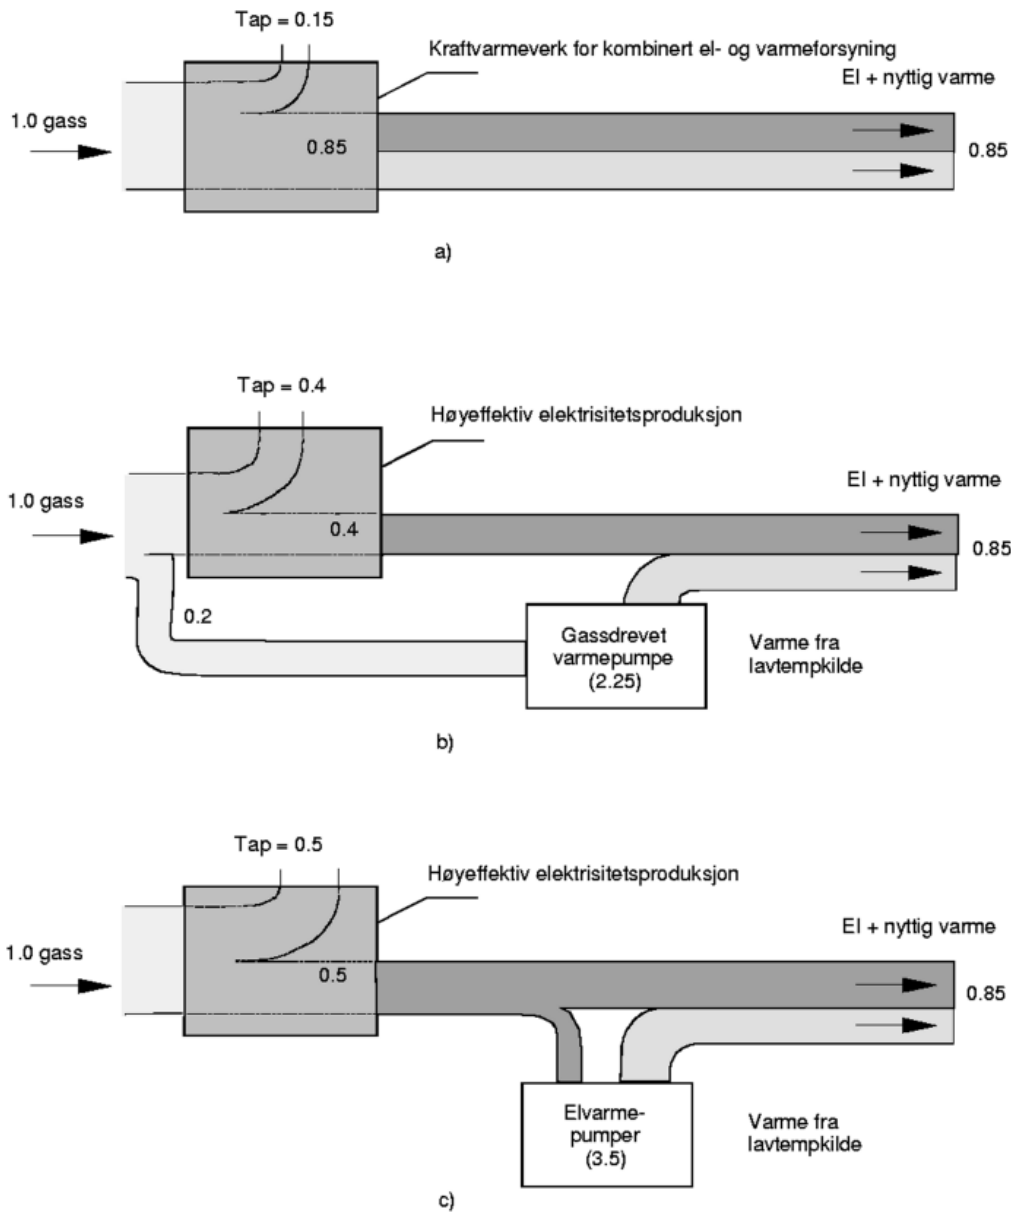 Tap = 0.15
Kraftvarmeverk for kombinert el- og varmeforsyning
El + nyttig varme
1.0 gass
0.85
0.85
a)
Tap = 0.4
Høyeffektiv elektrisitetsproduksjon
El + nyttig varme
1.0 gass
0.4
0.85
0.2
Gassdrevet
varmepumpe
(2.25)
Varme fra
lavtempkilde
b)
Tap = 0.5
Høyeffektiv elektrisitetsproduksjon
El + nyttig varme
1.0 gass
0.5
0.85
Elvarme-
pumper
(3.5)
Varme fra
lavtempkilde
c)